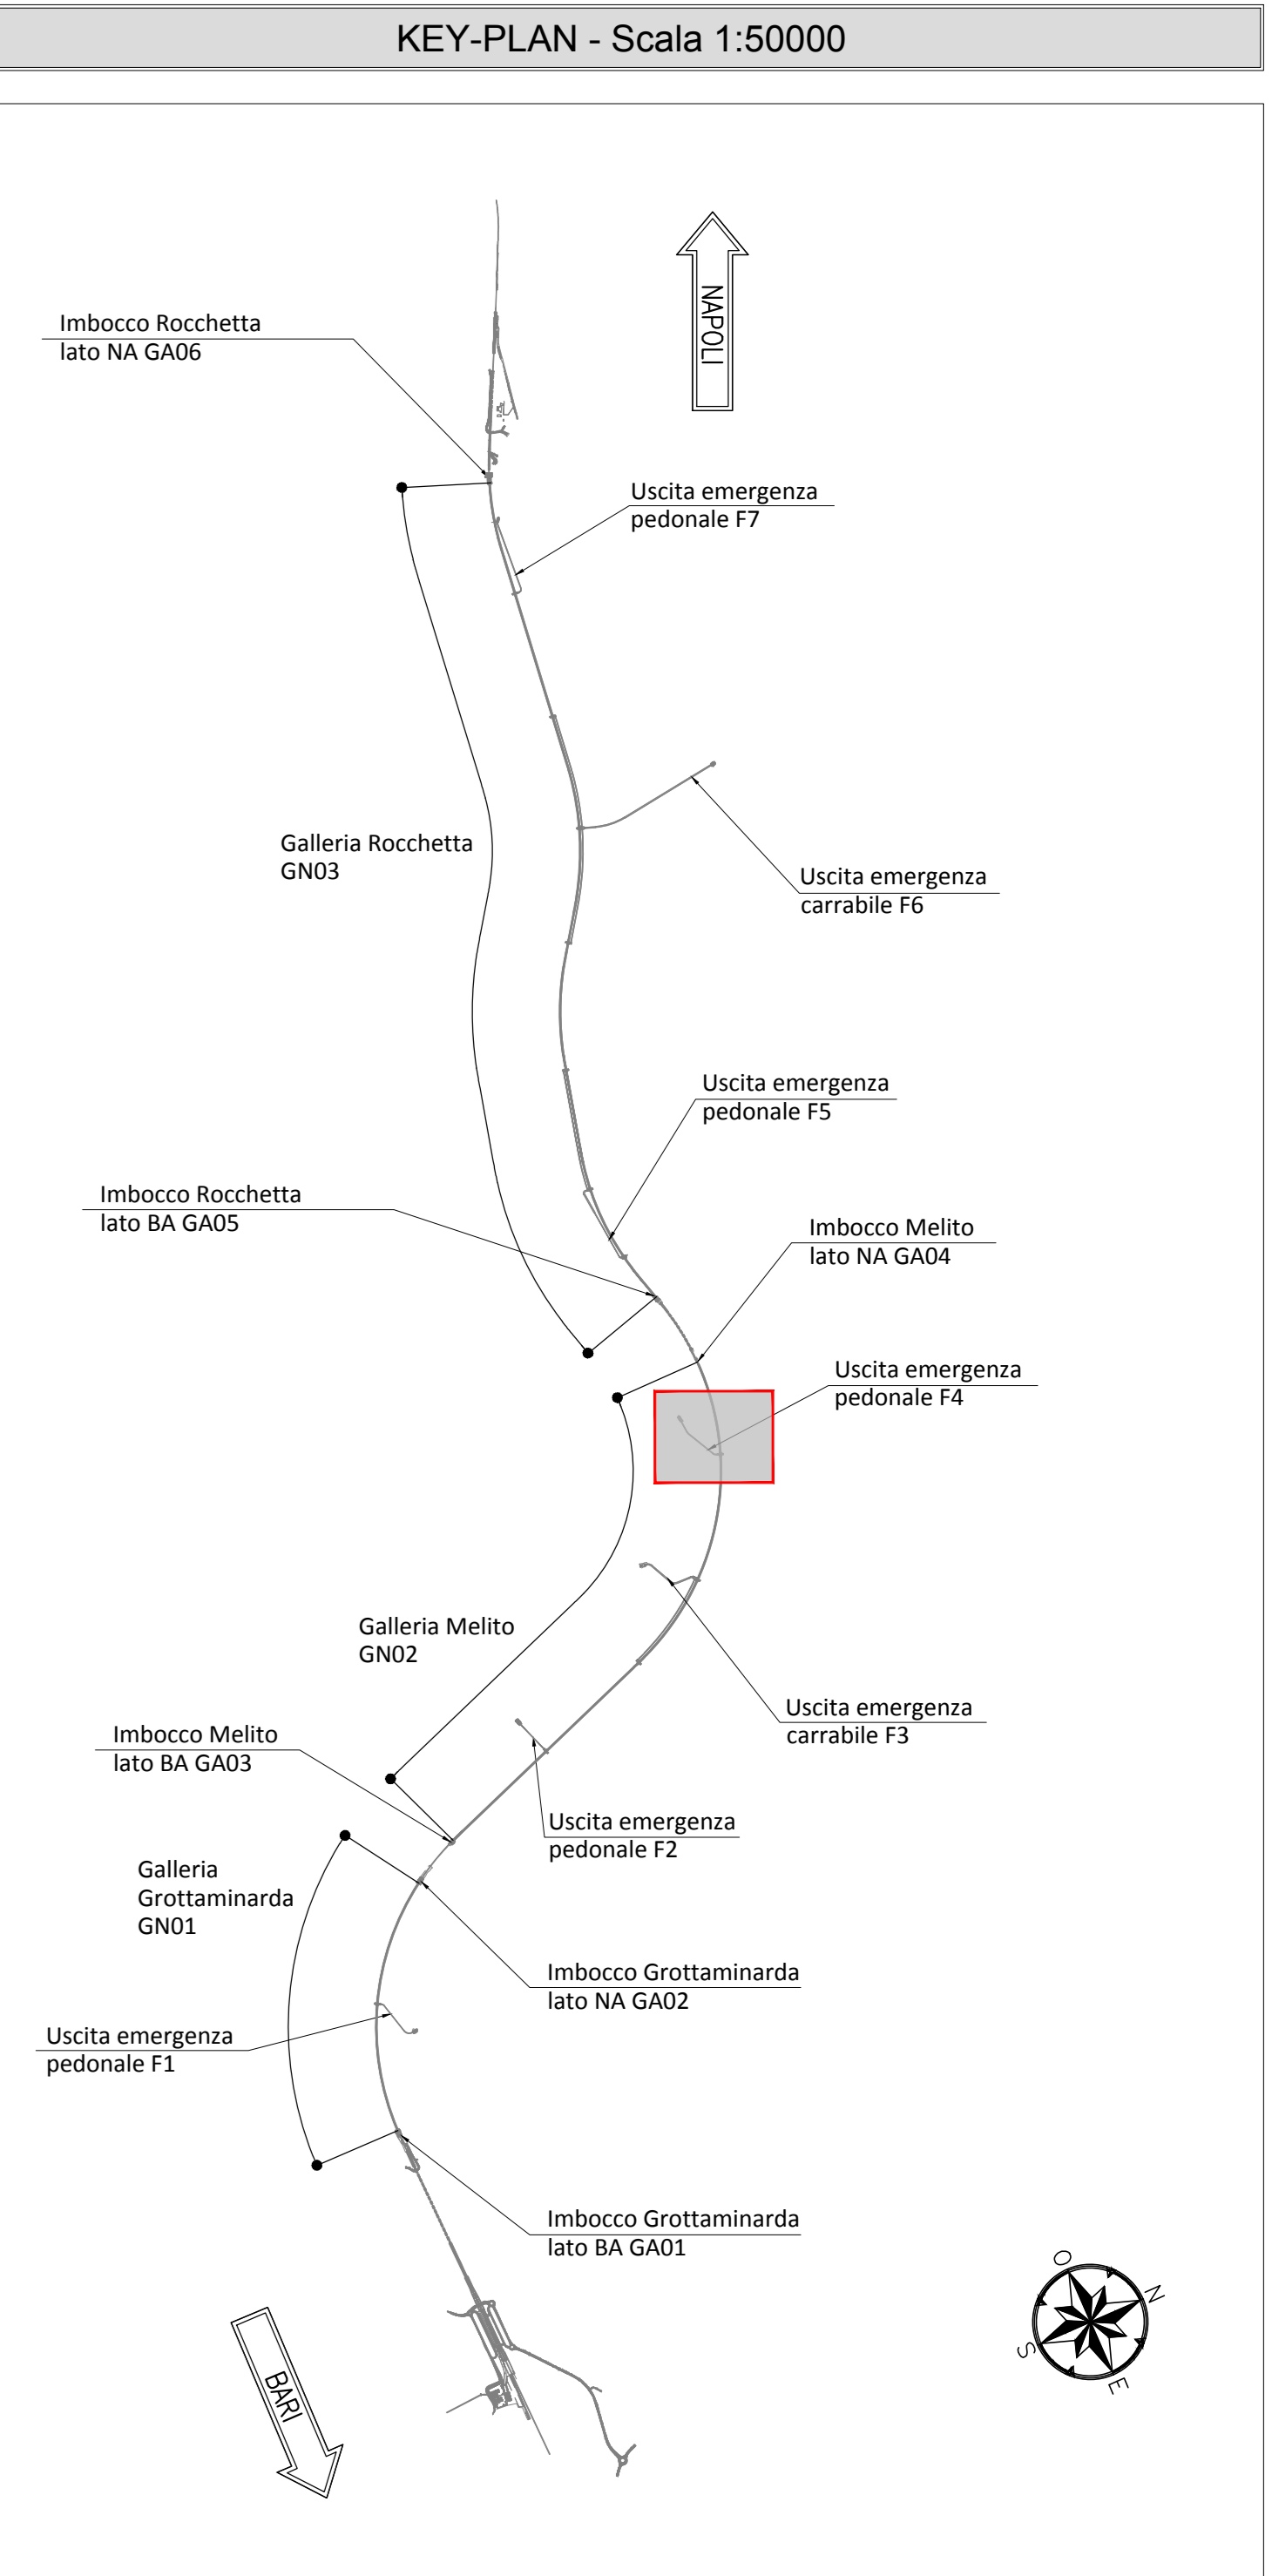 KEY-PLAN - Scala 1:50000
NAPOLI
Imbocco Rocchetta
lato NA GA06
Uscita emergenza
pedonale F7
Galleria Rocchetta
GN03
Uscita emergenza
carrabile F6
Uscita emergenza
pedonale F5
Imbocco Rocchetta
lato BA GA05
Imbocco Melito
lato NA GA04
Uscita emergenza
pedonale F4
Galleria Melito
GN02
Uscita emergenza
carrabile F3
Imbocco Melito
lato BA GA03
Uscita emergenza
pedonale F2
Galleria
Grottaminarda
GN01
Imbocco Grottaminarda
lato NA GA02
Uscita emergenza
pedonale F1
Imbocco Grottaminarda
lato BA GA01
O
N
S
E
BARI